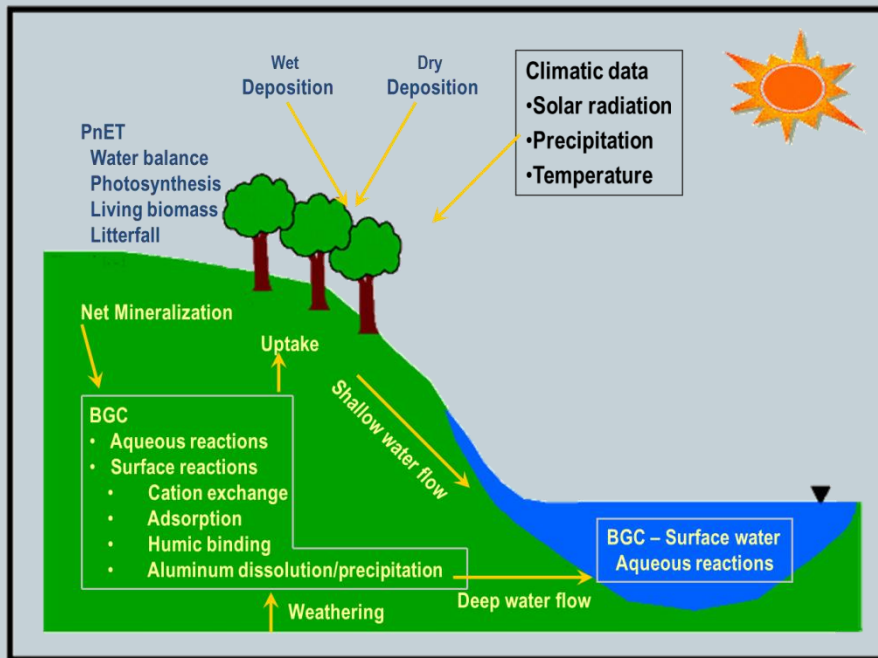 Wet
Deposition
Dry
Deposition
Climatic data
•Solar radiation
•Precipitation
•Temperature
PnET
Water balance
Photosynthesis
Living biomass
Litterfall
Net Mineralization
Uptake
Shallow water flow
BGC
• Aqueous reactions
• Surface reactions
• Cation exchange
• Adsorption
• Humic binding
• Aluminum dissolution/precipitation
BGC – Surface water
Aqueous reactions
Deep water flow
Weathering